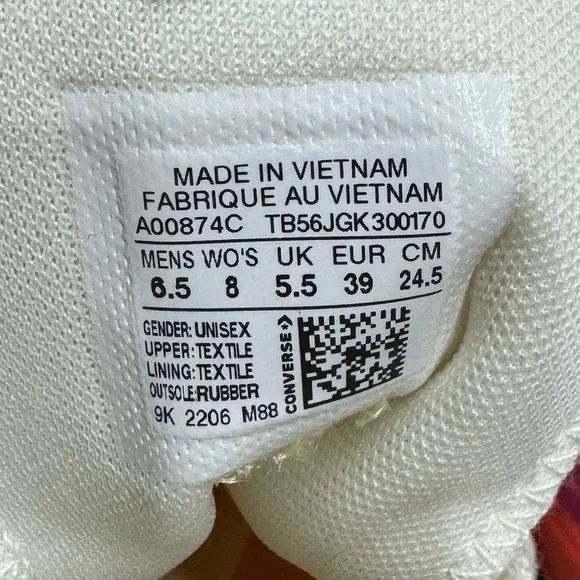 MADE IN VIETNAM
FABRIQUE AU VIETNAM
A00874C TB56JGK300170
MENS WO'S UK EUR CM
6.5 8 5.5 39 24.5
GENDER: UNISEX
UPPER: TEXTILE
LINING: TEXTILE
OUTSOLE: RUBBER
9K 2206 M88
CONVERSE